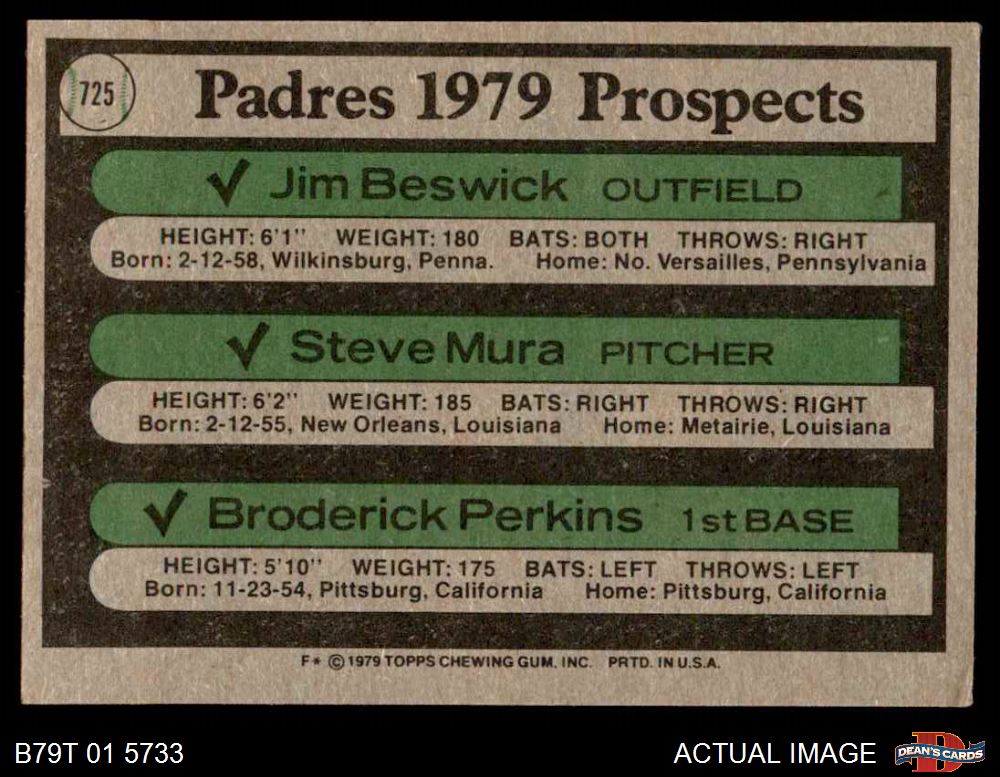 725
Padres 1979 Prospects
✓ Jim Beswick OUTFIELD
HEIGHT: 6'1" WEIGHT: 180 BATS: BOTH THROWS: RIGHT
Born: 2-12-58, Wilkinsburg, Penna. Home: No. Versailles, Pennsylvania
✓ Steve Mura PITCHER
HEIGHT: 6'2" WEIGHT: 185 BATS: RIGHT THROWS: RIGHT
Born: 2-12-55, New Orleans, Louisiana Home: Metairie, Louisiana
✓ Broderick Perkins 1st BASE
HEIGHT: 5'10" WEIGHT: 175 BATS: LEFT THROWS: LEFT
Born: 11-23-54, Pittsburg, California Home: Pittsburg, California
F* © 1979 TOPPS CHEWING GUM, INC. PRTD. IN U.S.A.
B79T 01 5733 ACTUAL IMAGE
DEAN'S CARDS